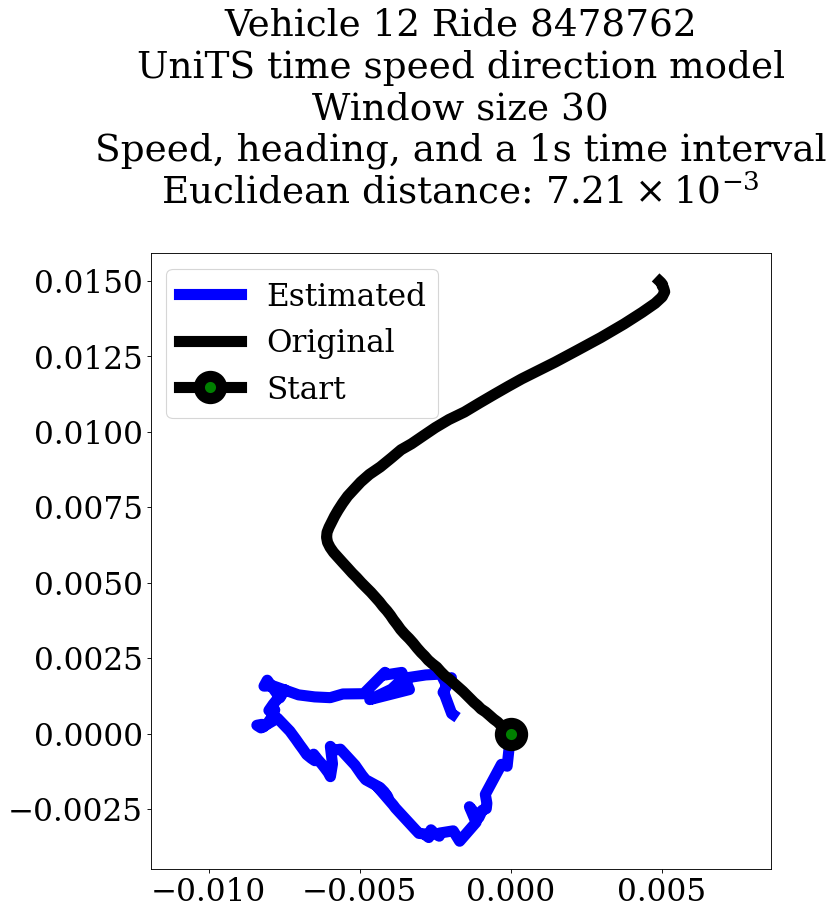 Vehicle 12 Ride 8478762
UniTS time speed direction model
Window size 30
Speed, heading, and a 1s time interval
Euclidean distance: 7.21 × 10⁻³
Estimated
Original
Start
0.0150
0.0125
0.0100
0.0075
0.0050
0.0025
0.0000
−0.0025
−0.010 −0.005 0.000 0.005